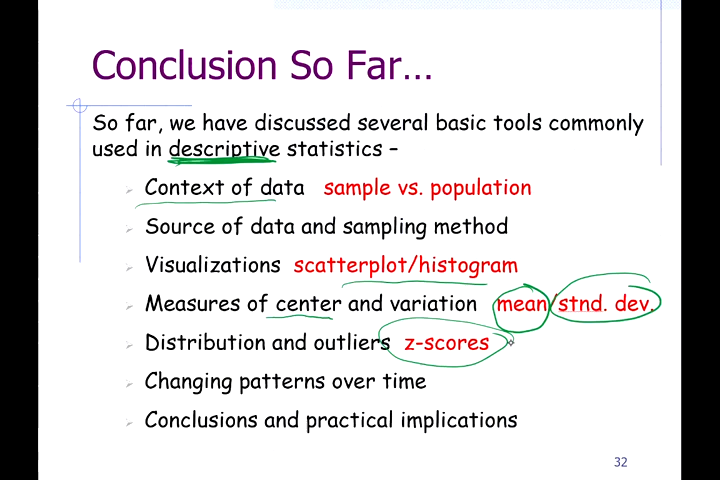 Conclusion So Far...
So far, we have discussed several basic tools commonly
used in descriptive statistics –
Context of data sample vs. population
Source of data and sampling method
Visualizations scatterplot/histogram
Measures of center and variation mean/stnd. dev.
Distribution and outliers z-scores
Changing patterns over time
Conclusions and practical implications
32